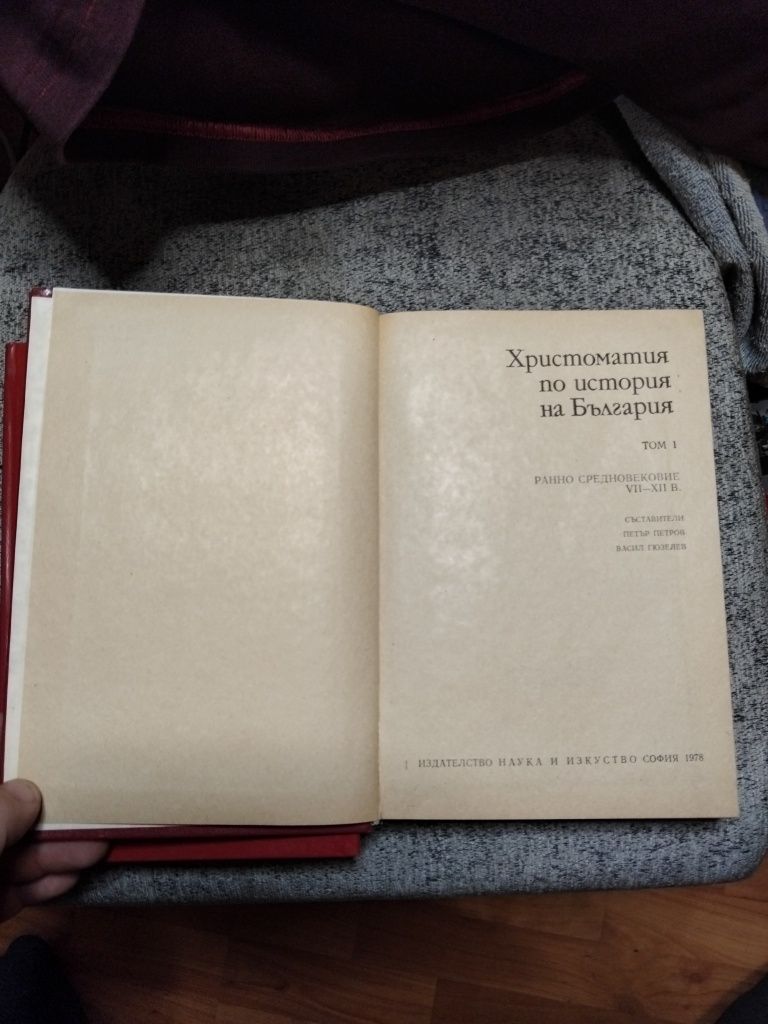 Христоматия
по история
на България
ТОМ 1
РАННО СРЕДНОВЕКОВИЕ
VII—XII В.
СЪСТАВИТЕЛИ
ПЕТЪР ПЕТРОВ
ВАСИЛ ГЮЗЕЛЕВ
ИЗДАТЕЛСТВО НАУКА И ИЗКУСТВО СОФИЯ 1978